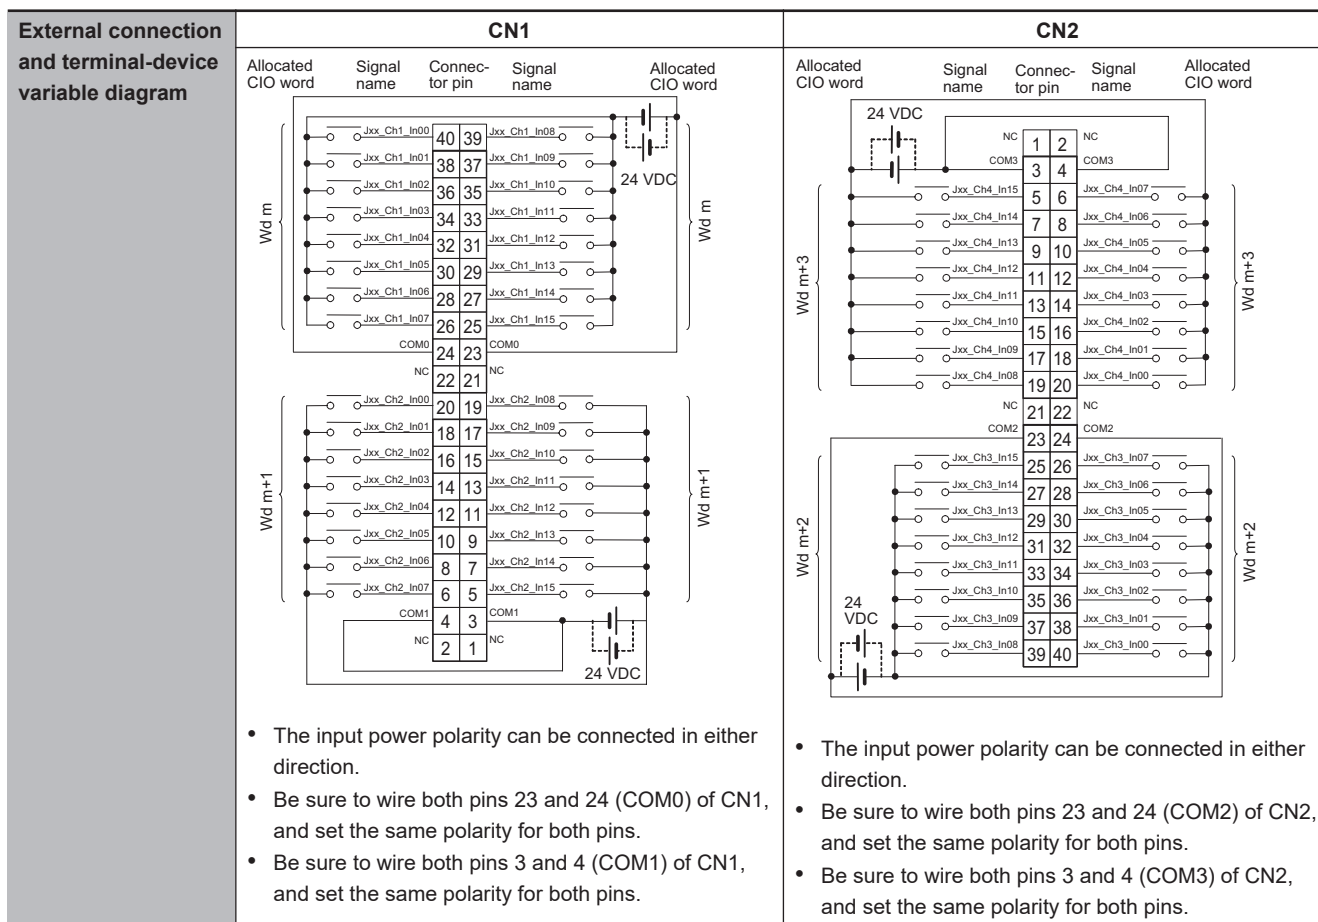 External connection
and terminal-device
variable diagram
CN1
Allocated CIO word
Signal name
Connec-
tor pin
Signal name
Allocated CIO word
24 VDC
Wd m
Jxx_Ch1_In00 40 39 Jxx_Ch1_In08
Jxx_Ch1_In01 38 37 Jxx_Ch1_In09
Jxx_Ch1_In02 36 35 Jxx_Ch1_In10
Jxx_Ch1_In03 34 33 Jxx_Ch1_In11
Jxx_Ch1_In04 32 31 Jxx_Ch1_In12
Jxx_Ch1_In05 30 29 Jxx_Ch1_In13
Jxx_Ch1_In06 28 27 Jxx_Ch1_In14
Jxx_Ch1_In07 26 25 Jxx_Ch1_In15
Wd m
COM0 24 23 COM0
NC 22 21 NC
Wd m+1
Jxx_Ch2_In00 20 19 Jxx_Ch2_In08
Jxx_Ch2_In01 18 17 Jxx_Ch2_In09
Jxx_Ch2_In02 16 15 Jxx_Ch2_In10
Jxx_Ch2_In03 14 13 Jxx_Ch2_In11
Jxx_Ch2_In04 12 11 Jxx_Ch2_In12
Jxx_Ch2_In05 10 9 Jxx_Ch2_In13
Jxx_Ch2_In06 8 7 Jxx_Ch2_In14
Jxx_Ch2_In07 6 5 Jxx_Ch2_In15
Wd m+1
COM1 4 3 COM1
NC 2 1 NC
24 VDC
• The input power polarity can be connected in either
direction.
• Be sure to wire both pins 23 and 24 (COM0) of CN1,
and set the same polarity for both pins.
• Be sure to wire both pins 3 and 4 (COM1) of CN1,
and set the same polarity for both pins.
CN2
Allocated CIO word
Signal name
Connec-
tor pin
Signal name
Allocated CIO word
24 VDC
NC 1 2 NC
COM3 3 4 COM3
Wd m+3
Jxx_Ch4_In15 5 6 Jxx_Ch4_In07
Jxx_Ch4_In14 7 8 Jxx_Ch4_In06
Jxx_Ch4_In13 9 10 Jxx_Ch4_In05
Jxx_Ch4_In12 11 12 Jxx_Ch4_In04
Jxx_Ch4_In11 13 14 Jxx_Ch4_In03
Jxx_Ch4_In10 15 16 Jxx_Ch4_In02
Jxx_Ch4_In09 17 18 Jxx_Ch4_In01
Jxx_Ch4_In08 19 20 Jxx_Ch4_In00
Wd m+3
NC 21 22 NC
COM2 23 24 COM2
Wd m+2
Jxx_Ch3_In15 25 26 Jxx_Ch3_In07
Jxx_Ch3_In14 27 28 Jxx_Ch3_In06
Jxx_Ch3_In13 29 30 Jxx_Ch3_In05
Jxx_Ch3_In12 31 32 Jxx_Ch3_In04
Jxx_Ch3_In11 33 34 Jxx_Ch3_In03
Jxx_Ch3_In10 35 36 Jxx_Ch3_In02
Jxx_Ch3_In09 37 38 Jxx_Ch3_In01
Jxx_Ch3_In08 39 40 Jxx_Ch3_In00
Wd m+2
24
VDC
• The input power polarity can be connected in either
direction.
• Be sure to wire both pins 23 and 24 (COM2) of CN2,
and set the same polarity for both pins.
• Be sure to wire both pins 3 and 4 (COM3) of CN2,
and set the same polarity for both pins.